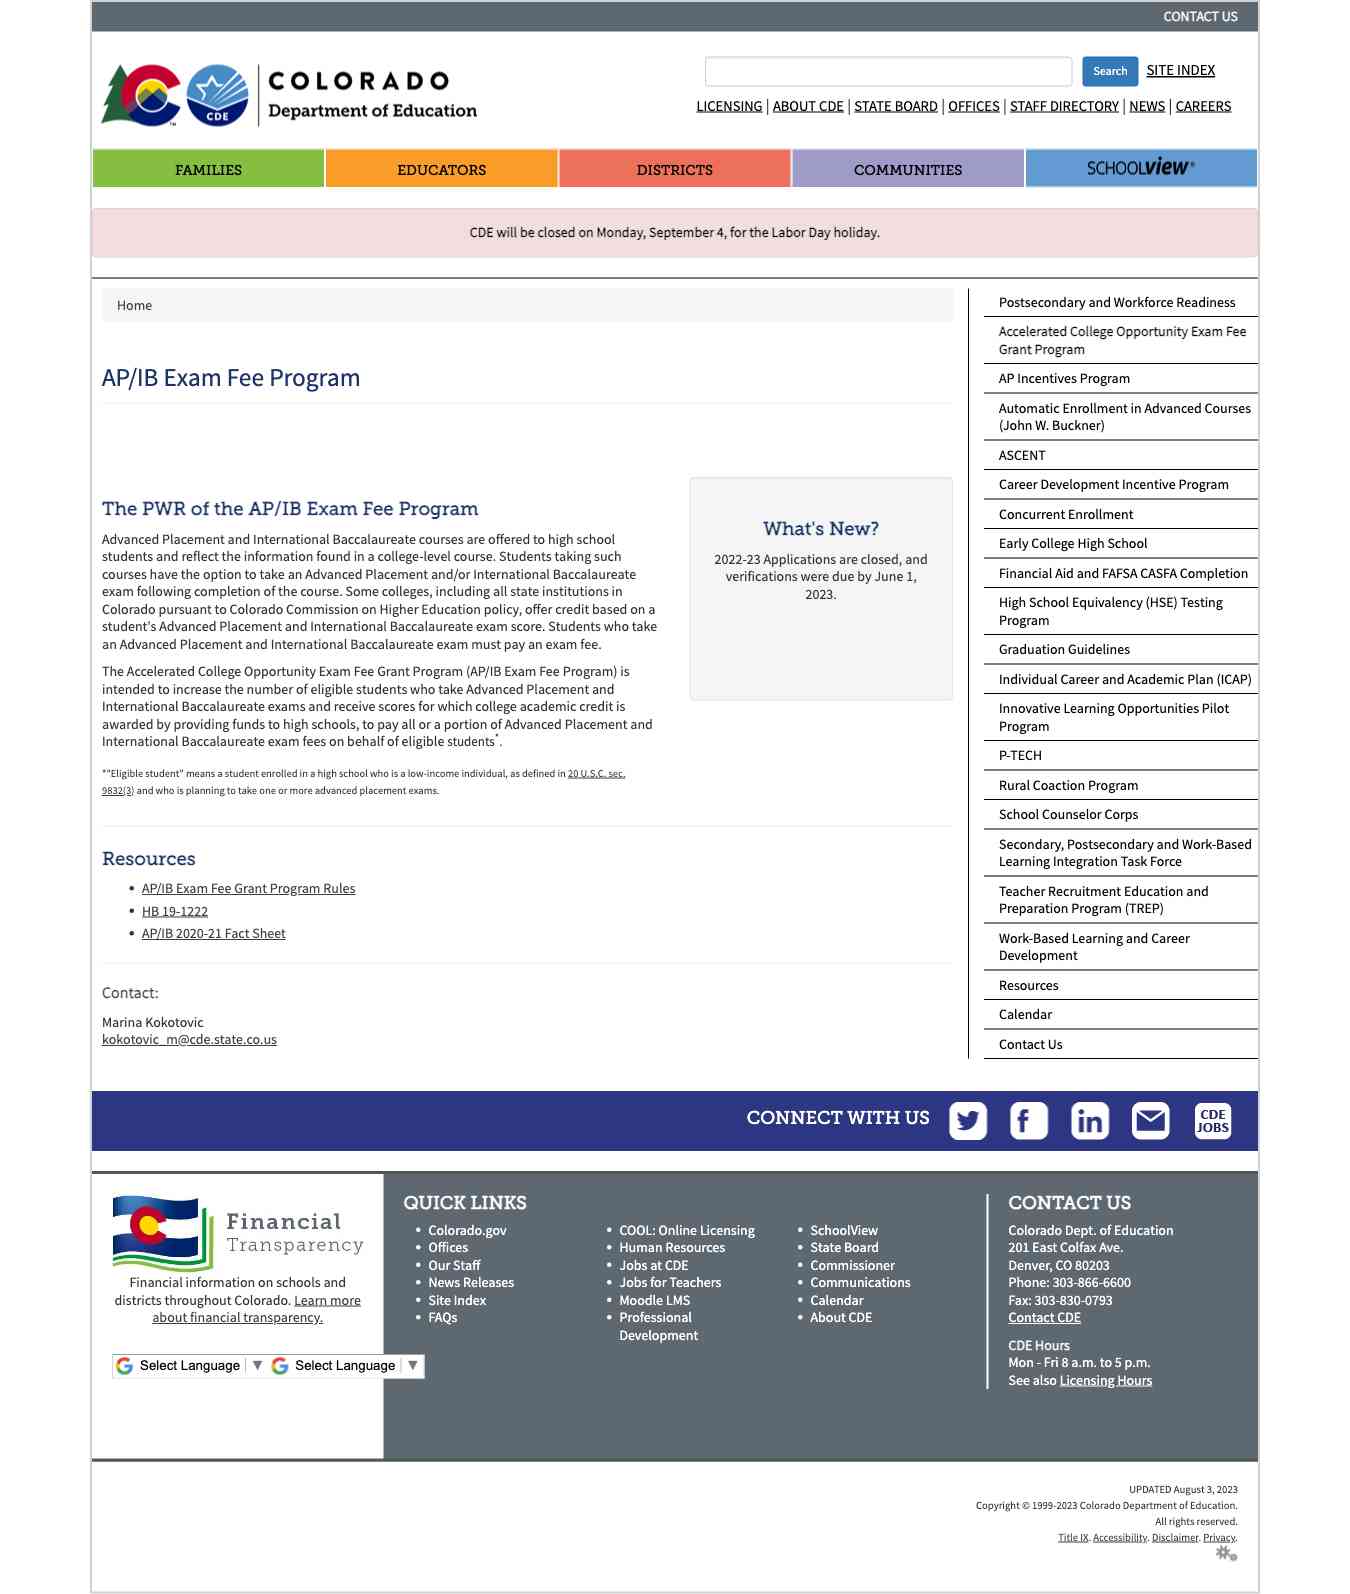 CONTACT US
COLORADO
Department of Education
CDE
Search
SITE INDEX
LICENSING | ABOUT CDE | STATE BOARD | OFFICES | STAFF DIRECTORY | NEWS | CAREERS
FAMILIES
EDUCATORS
DISTRICTS
COMMUNITIES
SCHOOLVIEW®
CDE will be closed on Monday, September 4, for the Labor Day holiday.
Home
AP/IB Exam Fee Program
The PWR of the AP/IB Exam Fee Program
Advanced Placement and International Baccalaureate courses are offered to high school
students and reflect the information found in a college-level course. Students taking such
courses have the option to take an Advanced Placement and/or International Baccalaureate
exam following completion of the course. Some colleges, including all state institutions in
Colorado pursuant to Colorado Commission on Higher Education policy, offer credit based on a
student's Advanced Placement and International Baccalaureate exam score. Students who take
an Advanced Placement and International Baccalaureate exam must pay an exam fee.
The Accelerated College Opportunity Exam Fee Grant Program (AP/IB Exam Fee Program) is
intended to increase the number of eligible students who take Advanced Placement and
International Baccalaureate exams and receive scores for which college academic credit is
awarded by providing funds to high schools, to pay all or a portion of Advanced Placement and
International Baccalaureate exam fees on behalf of eligible students*.
*"Eligible student" means a student enrolled in a high school who is a low-income individual, as defined in 20 U.S.C. sec.
9832(3) and who is planning to take one or more advanced placement exams.
What's New?
2022-23 Applications are closed, and
verifications were due by June 1,
2023.
Resources
• AP/IB Exam Fee Grant Program Rules
• HB 19-1222
• AP/IB 2020-21 Fact Sheet
Contact:
Marina Kokotovic
kokotovic_m@cde.state.co.us
Postsecondary and Workforce Readiness
Accelerated College Opportunity Exam Fee
Grant Program
AP Incentives Program
Automatic Enrollment in Advanced Courses
(John W. Buckner)
ASCENT
Career Development Incentive Program
Concurrent Enrollment
Early College High School
Financial Aid and FAFSA CASFA Completion
High School Equivalency (HSE) Testing
Program
Graduation Guidelines
Individual Career and Academic Plan (ICAP)
Innovative Learning Opportunities Pilot
Program
P-TECH
Rural Coaction Program
School Counselor Corps
Secondary, Postsecondary and Work-Based
Learning Integration Task Force
Teacher Recruitment Education and
Preparation Program (TREP)
Work-Based Learning and Career
Development
Resources
Calendar
Contact Us
CONNECT WITH US
CDE
JOBS
Financial
Transparency
Financial information on schools and
districts throughout Colorado. Learn more
about financial transparency.
Select Language ▼
Select Language ▼
QUICK LINKS
• Colorado.gov
• Offices
• Our Staff
• News Releases
• Site Index
• FAQs
• COOL: Online Licensing
• Human Resources
• Jobs at CDE
• Jobs for Teachers
• Moodle LMS
• Professional
Development
• SchoolView
• State Board
• Commissioner
• Communications
• Calendar
• About CDE
CONTACT US
Colorado Dept. of Education
201 East Colfax Ave.
Denver, CO 80203
Phone: 303-866-6600
Fax: 303-830-0793
Contact CDE
CDE Hours
Mon - Fri 8 a.m. to 5 p.m.
See also Licensing Hours
UPDATED August 3, 2023
Copyright © 1999-2023 Colorado Department of Education.
All rights reserved.
Title IX. Accessibility. Disclaimer. Privacy.